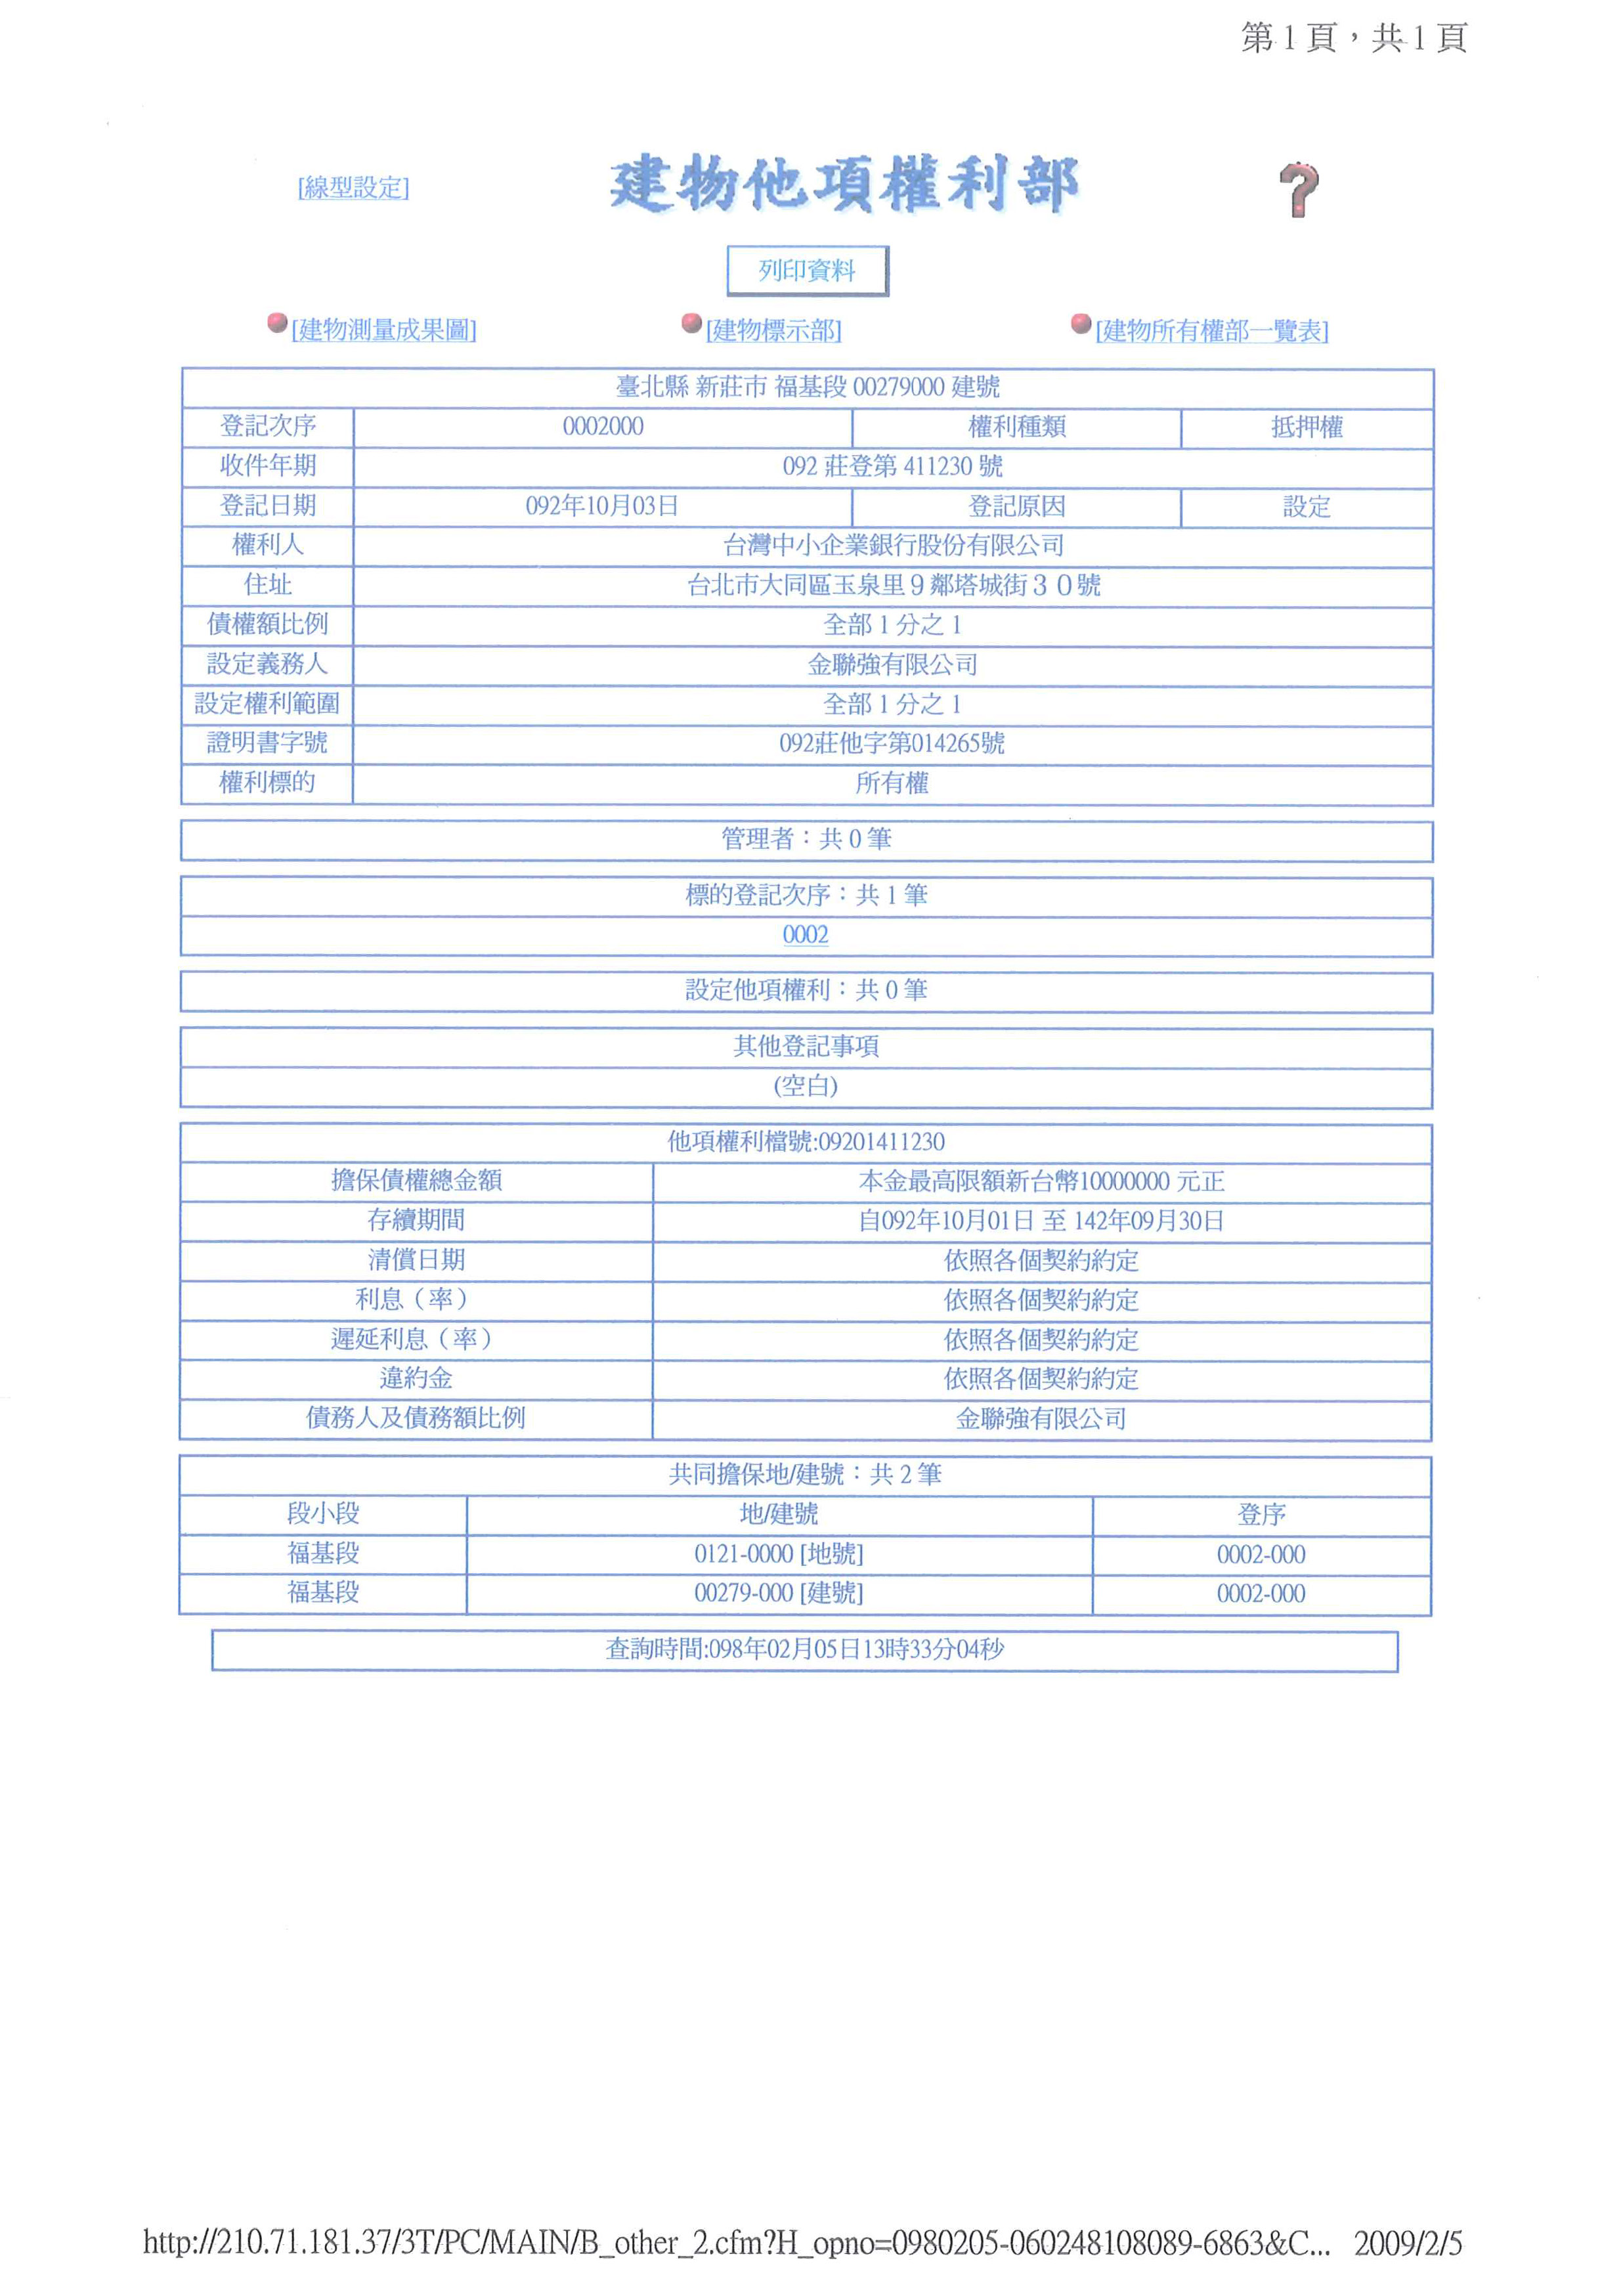 第1頁，共1頁
[線型設定]
建物他項權利部
列印資料
[建物測量成果圖] [建物標示部] [建物所有權部一覽表]
臺北縣 新莊市 福基段 00279000 建號
登記次序 0002000 權利種類 抵押權
收件年期 092 莊登第 411230 號
登記日期 092年10月03日 登記原因 設定
權利人 台灣中小企業銀行股份有限公司
住址 台北市大同區玉泉里９鄰塔城街３０號
債權額比例 全部 1 分之 1
設定義務人 金聯強有限公司
設定權利範圍 全部 1 分之 1
證明書字號 092莊他字第014265號
權利標的 所有權
管理者：共 0 筆
標的登記次序：共 1 筆
0002
設定他項權利：共 0 筆
其他登記事項
(空白)
他項權利檔號:09201411230
擔保債權總金額 本金最高限額新台幣10000000 元正
存續期間 自092年10月01日 至 142年09月30日
清償日期 依照各個契約約定
利息（率） 依照各個契約約定
遲延利息（率） 依照各個契約約定
違約金 依照各個契約約定
債務人及債務額比例 金聯強有限公司
共同擔保地/建號：共 2 筆
段小段 地/建號 登序
福基段 0121-0000 [地號] 0002-000
福基段 00279-000 [建號] 0002-000
查詢時間:098年02月05日13時33分04秒
http://210.71.181.37/3T/PC/MAIN/B_other_2.cfm?H_opno=0980205-060248108089-6863&C... 2009/2/5